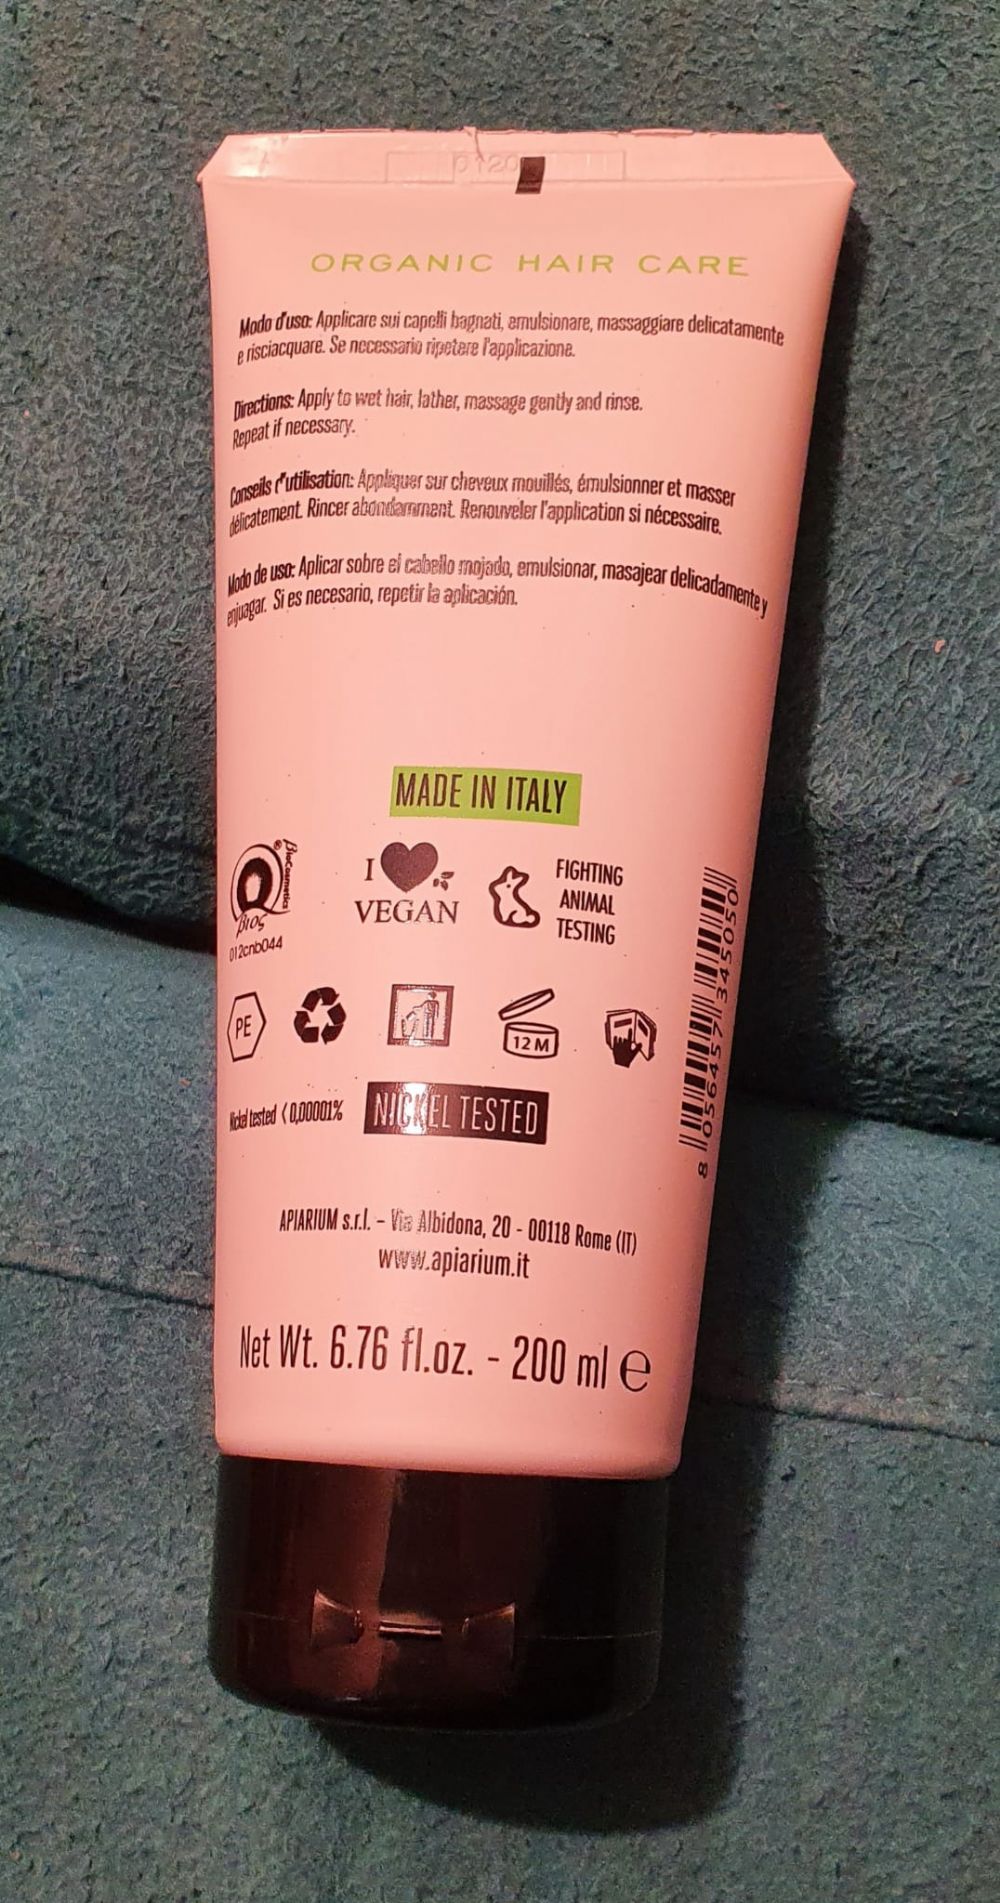 0120
ORGANIC HAIR CARE
Modo d'uso: Applicare sui capelli bagnati, emulsionare, massaggiare delicatamente
e risciacquare. Se necessario ripetere l'applicazione.
Directions: Apply to wet hair, lather, massage gently and rinse.
Repeat if necessary.
Conseils d'utilisation: Appliquer sur cheveux mouillés, émulsionner et masser
délicatement. Rincer abondamment. Renouveler l'application si nécessaire.
Modo de uso: Aplicar sobre el cabello mojado, emulsionar, masajear delicadamente y
enjuagar. Si es necesario, repetir la aplicación.
MADE IN ITALY
BioCosmetica ®
βιος
012cnb044
I
VEGAN
FIGHTING
ANIMAL
TESTING
PE
12 M
Nickel tested < 0,00001%
NICKEL TESTED
8 056457 345050
APIARIUM s.r.l. - Via Albidona, 20 - 00118 Rome (IT)
www.apiarium.it
Net Wt. 6.76 fl.oz. - 200 ml e